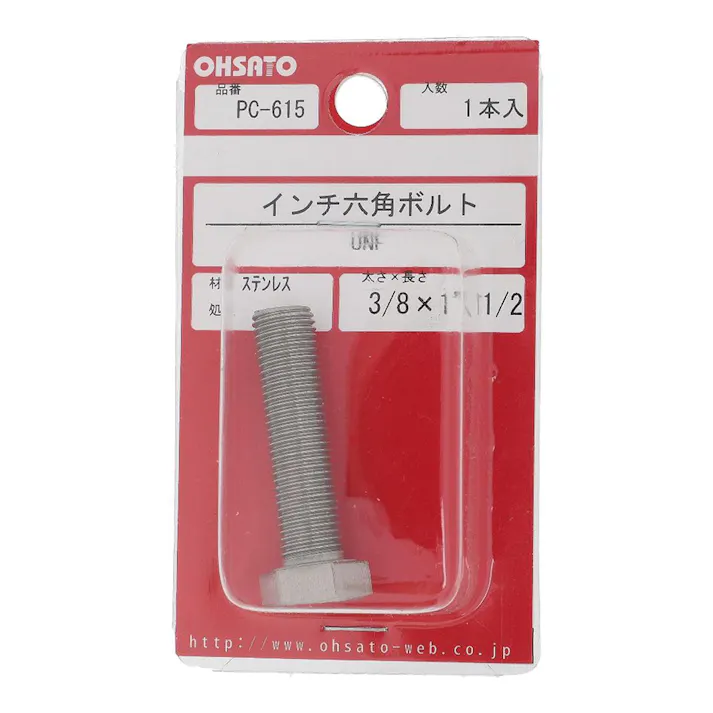 OHSATO
品番
PC-615
入数
1本入
インチ六角ボルト
UNF
材 ステンレス
処
太さ×長さ
3/8×1" 1/2
http://www.ohsato-web.co.jp